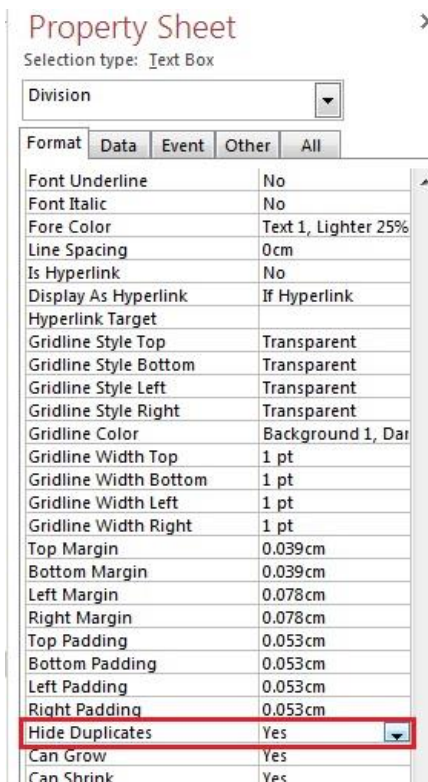 Property Sheet
Selection type: Text Box
Division
Format Data Event Other All
Font Underline No
Font Italic No
Fore Color Text 1, Lighter 25%
Line Spacing 0cm
Is Hyperlink No
Display As Hyperlink If Hyperlink
Hyperlink Target
Gridline Style Top Transparent
Gridline Style Bottom Transparent
Gridline Style Left Transparent
Gridline Style Right Transparent
Gridline Color Background 1, Dar
Gridline Width Top 1 pt
Gridline Width Bottom 1 pt
Gridline Width Left 1 pt
Gridline Width Right 1 pt
Top Margin 0.039cm
Bottom Margin 0.039cm
Left Margin 0.078cm
Right Margin 0.078cm
Top Padding 0.053cm
Bottom Padding 0.053cm
Left Padding 0.053cm
Right Padding 0.053cm
Hide Duplicates Yes
Can Grow Yes
Can Shrink Yes